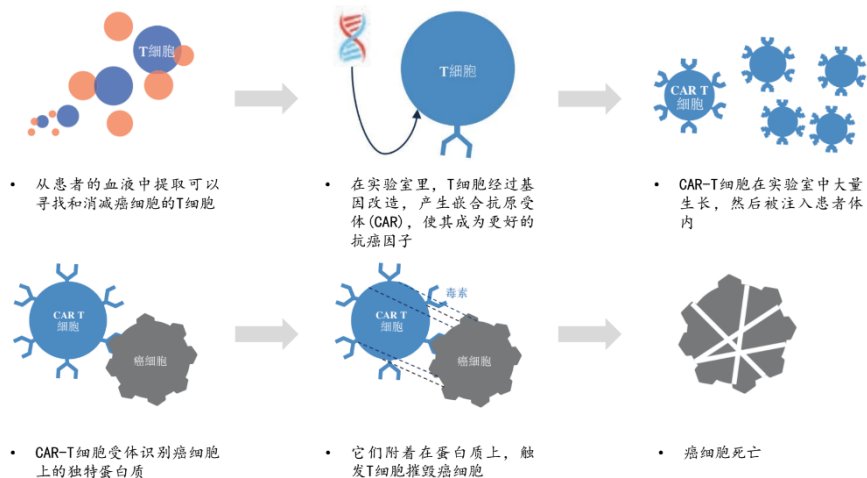 T细胞
T细胞
CAR T
细胞
• 从患者的血液中提取可以
寻找和消减癌细胞的T细胞
• 在实验室里，T细胞经过基
因改造，产生嵌合抗原受
体(CAR)，使其成为更好的
抗癌因子
• CAR-T细胞在实验室中大量
生长，然后被注入患者体
内
CAR T
细胞
癌细胞
毒素
CAR T
细胞
癌细胞
• CAR-T细胞受体识别癌细胞
上的独特蛋白质
• 它们附着在蛋白质上，触
发T细胞摧毁癌细胞
• 癌细胞死亡